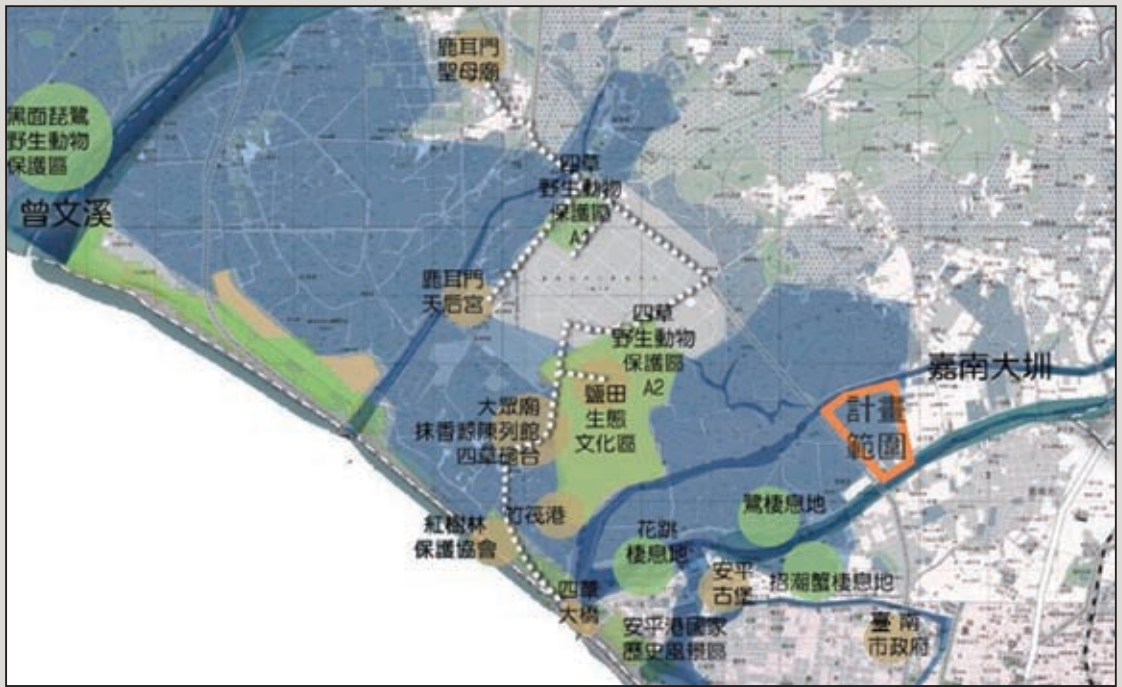 鹿耳門
聖母廟
黑面琵鷺
野生動物
保護區
曾文溪
四草
野生動物
保護區
A1
鹿耳門
天后宮
四草
野生動物
保護區
A2
嘉南大圳
計畫
範圍
鹽田
生態
文化區
大眾廟
抹香鯨陳列館
四草砲台
竹筏港
紅樹林
保護協會
花跳
棲息地
鷺棲息地
招潮蟹棲息地
安平
古堡
四草
大橋
安平港國家
歷史風景區
臺南
市政府